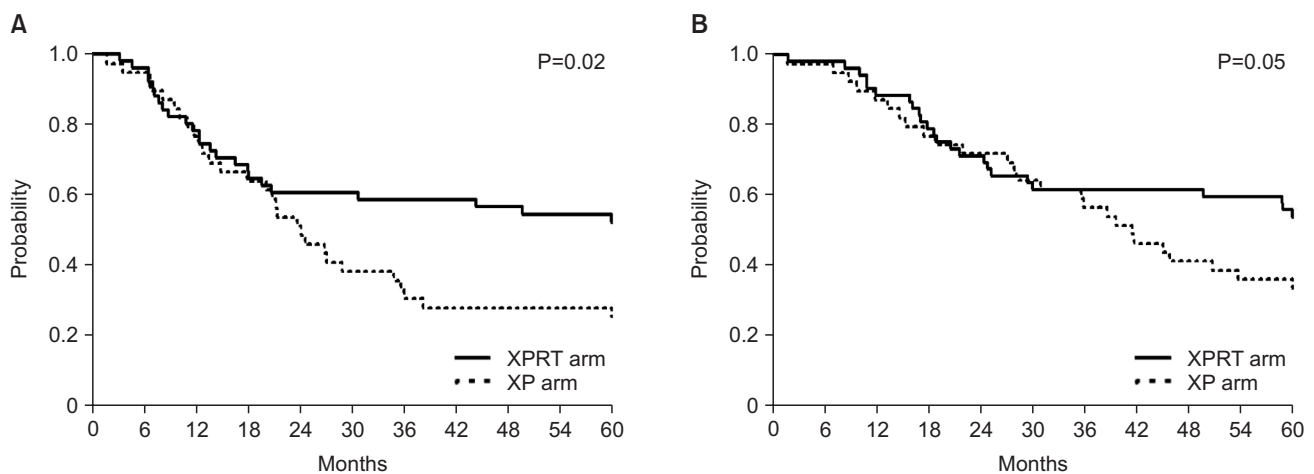 A
P=0.02
1.0
0.8
0.6
0.4
0.2
0
Probability
XPRT arm
XP arm
0 6 12 18 24 30 36 42 48 54 60
Months
B
P=0.05
1.0
0.8
0.6
0.4
0.2
0
Probability
XPRT arm
XP arm
0 6 12 18 24 30 36 42 48 54 60
Months